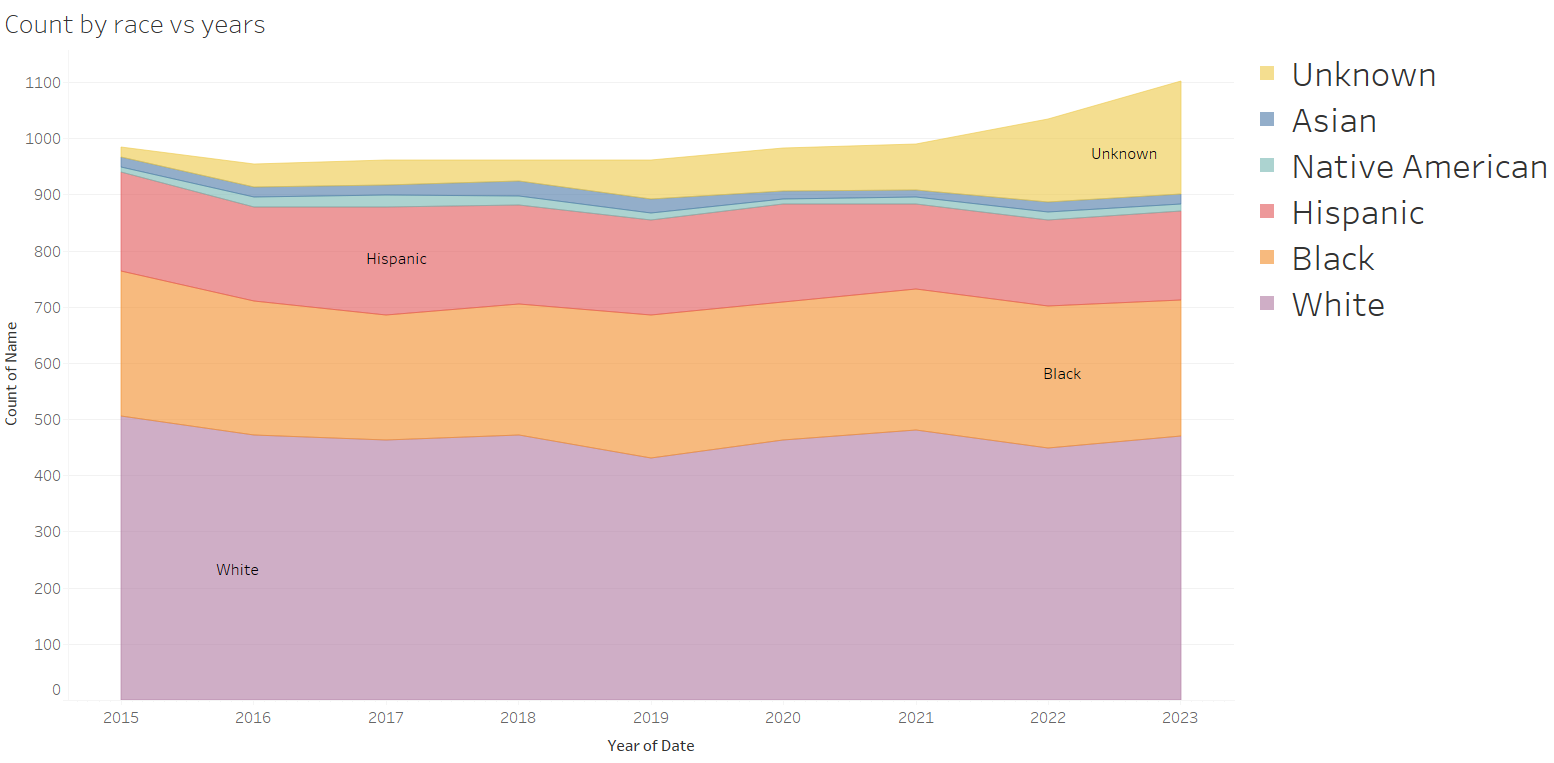 Count by race vs years
1100
1000
900
800
700
600
500
400
300
200
100
0
Count of Name
Unknown
Hispanic
Black
White
2015 2016 2017 2018 2019 2020 2021 2022 2023
Year of Date
Unknown
Asian
Native American
Hispanic
Black
White